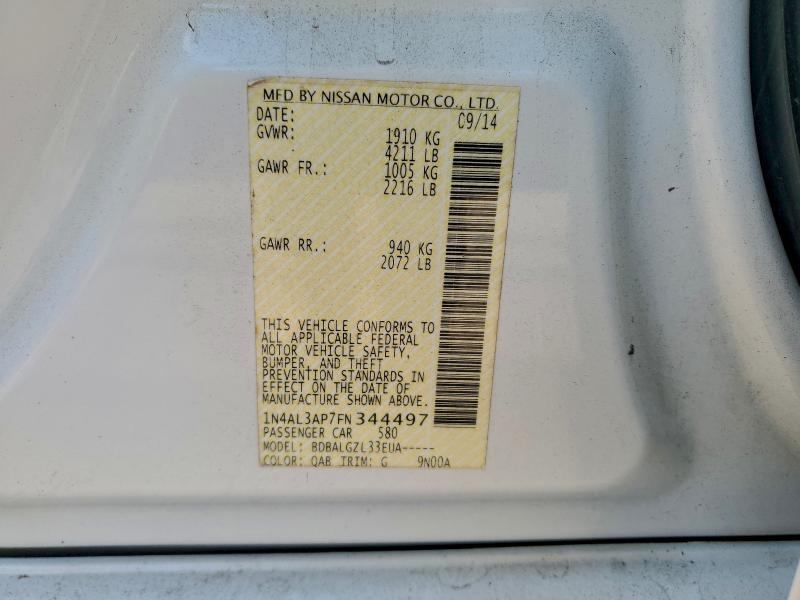 MFD BY NISSAN MOTOR CO., LTD.
DATE: C9/14
GVWR: 1910 KG
4211 LB
GAWR FR.: 1005 KG
2216 LB
GAWR RR.: 940 KG
2072 LB
THIS VEHICLE CONFORMS TO
ALL APPLICABLE FEDERAL
MOTOR VEHICLE SAFETY,
BUMPER, AND THEFT
PREVENTION STANDARDS IN
EFFECT ON THE DATE OF
MANUFACTURE SHOWN ABOVE.
1N4AL3AP7FN344497
PASSENGER CAR 580
MODEL: BDBALGZL33EUA-----
COLOR: QAB TRIM: G 9N00A